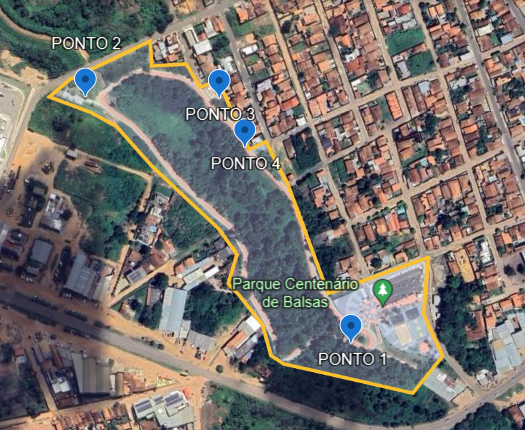 PONTO 2
PONTO 3
PONTO 4
Parque Centenário
de Balsas
PONTO 1